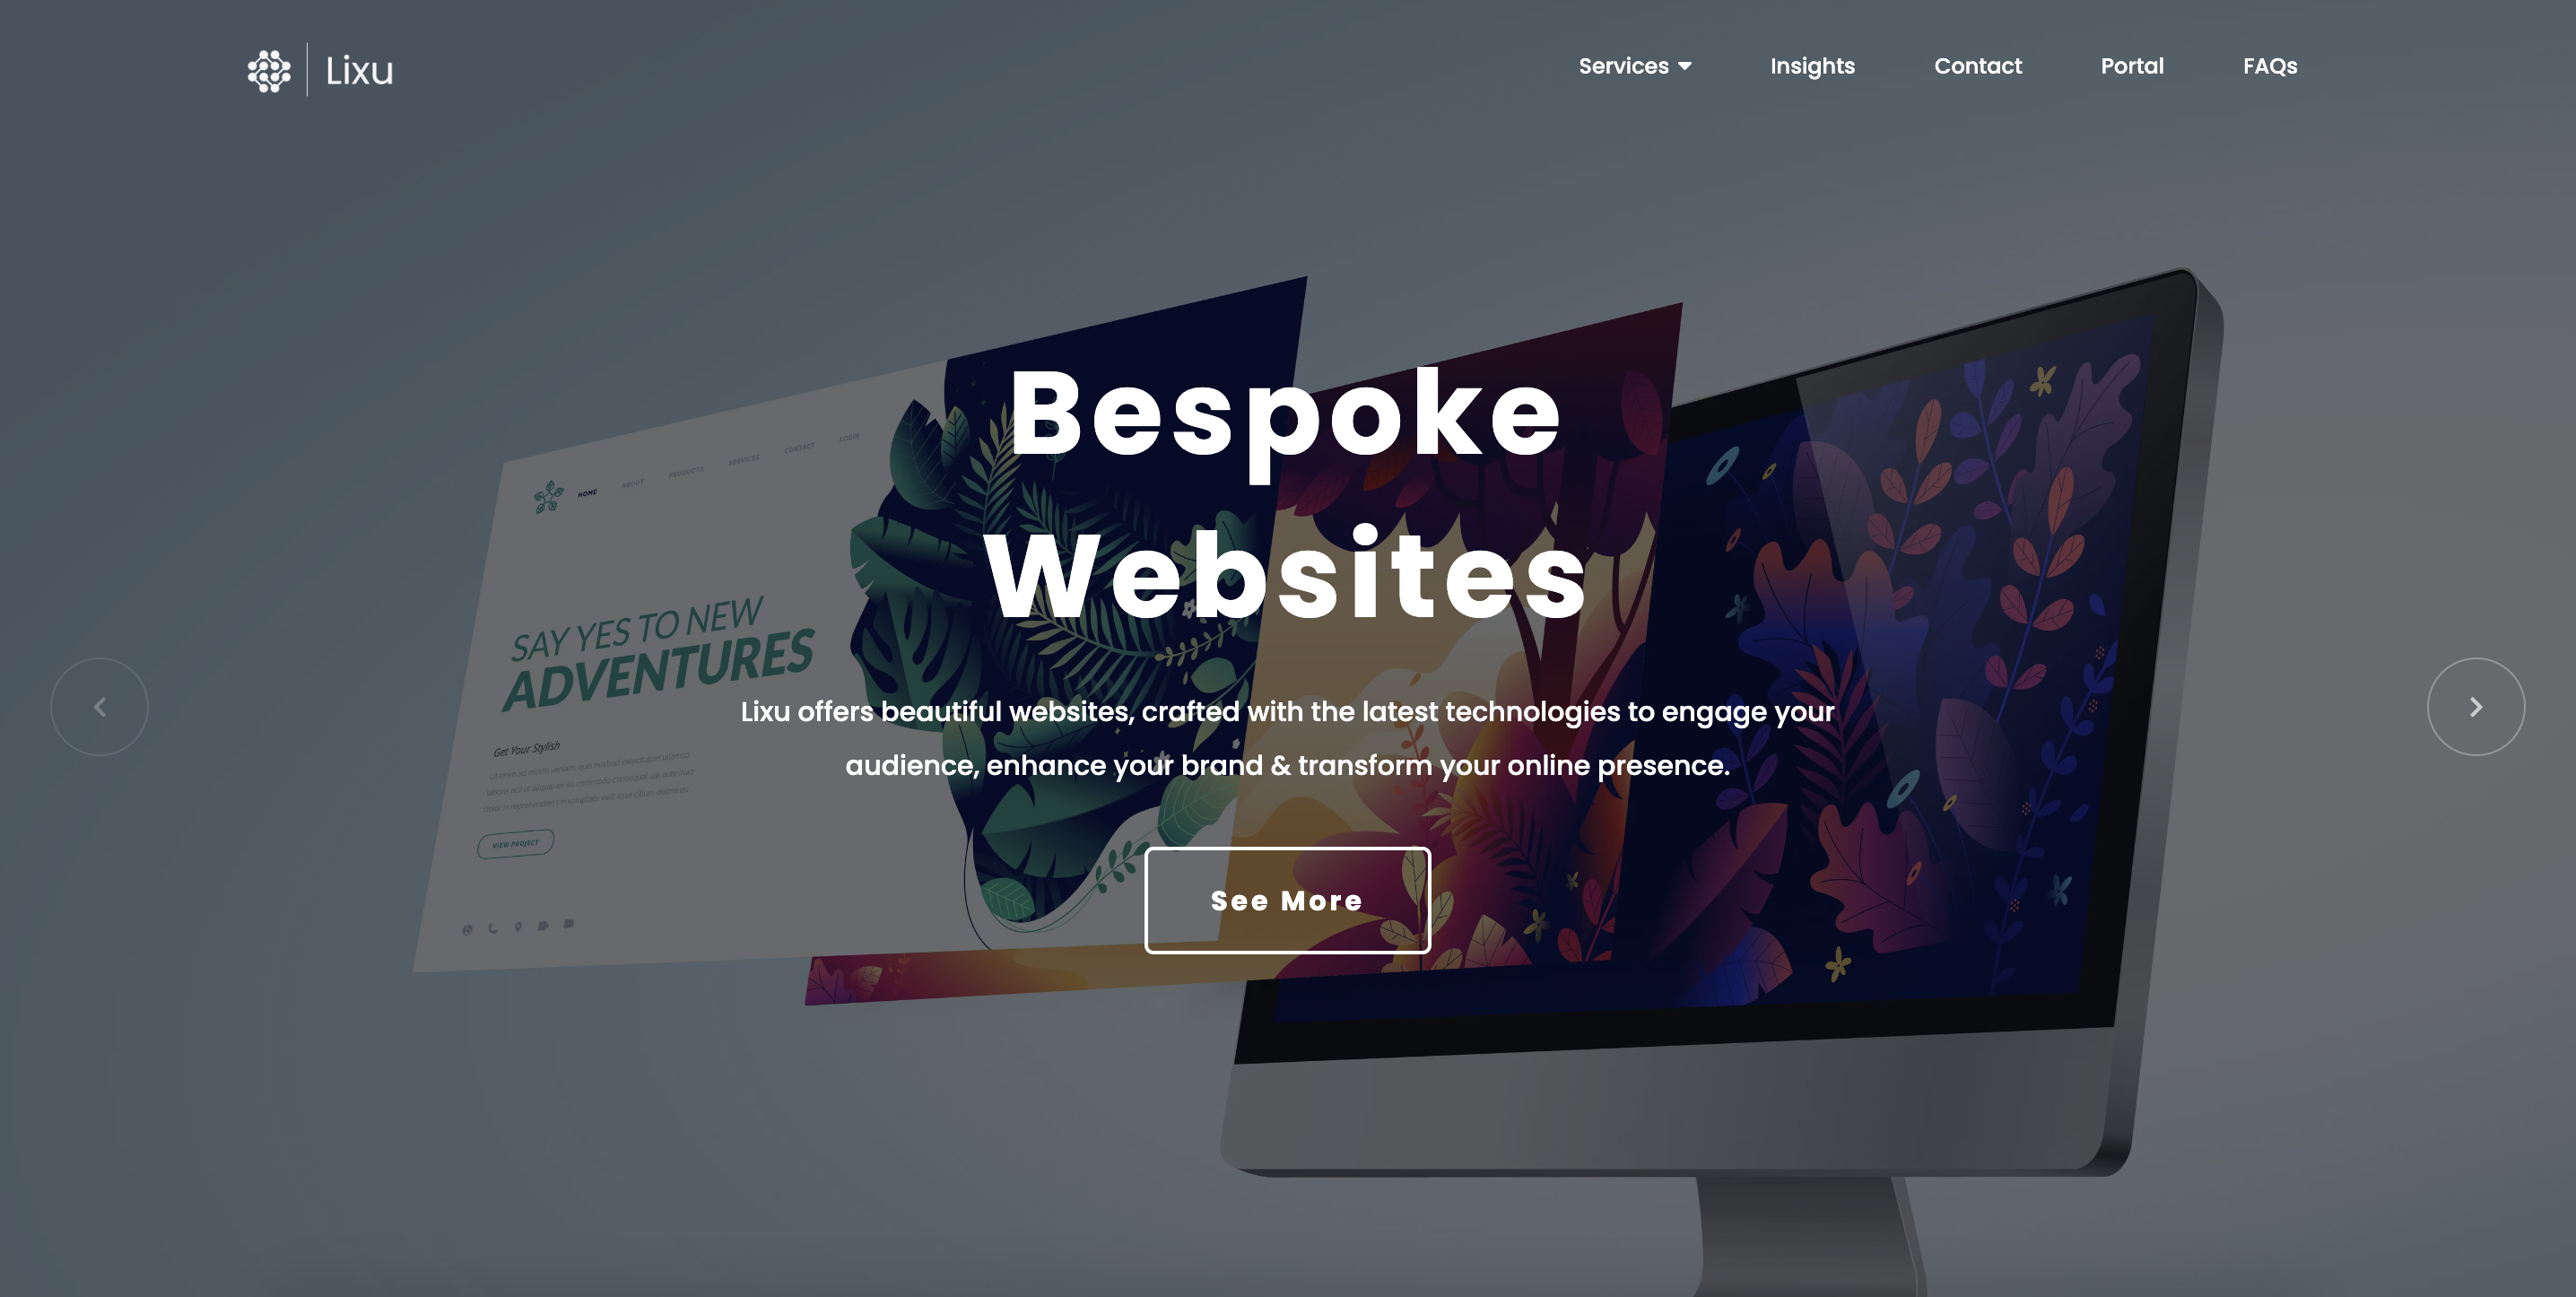 Lixu
Services
Insights
Contact
Portal
FAQs
Bespoke
Websites
HOME
ABOUT
PRODUCTS
SERVICES
CONTACT
LOGIN
SAY YES TO NEW
ADVENTURES
Lixu offers beautiful websites, crafted with the latest technologies to engage your
audience, enhance your brand & transform your online presence.
Get Your Stylish
VIEW PROJECT
See More